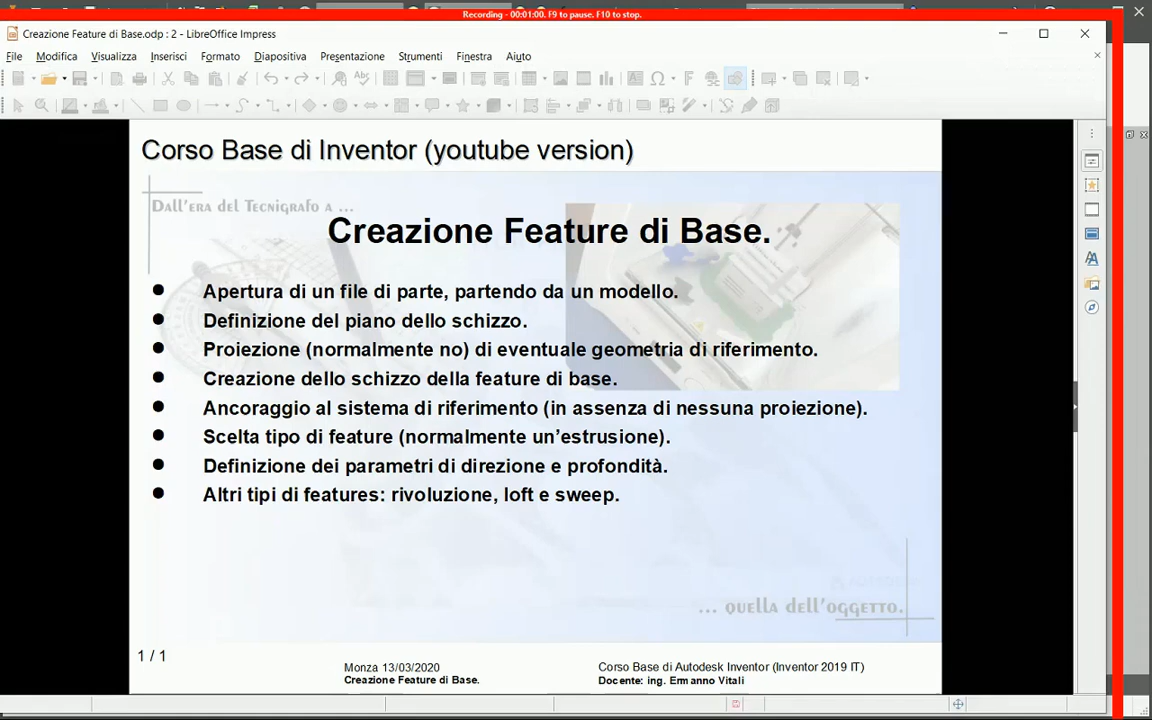 Recording - 00:01:00. F9 to pause. F10 to stop.
Creazione Feature di Base.odp : 2 - LibreOffice Impress
File Modifica Visualizza Inserisci Formato Diapositiva Presentazione Strumenti Finestra Aiuto
Corso Base di Inventor (youtube version)
Dall'era del Tecnigrafo a ...
Creazione Feature di Base.
● Apertura di un file di parte, partendo da un modello.
● Definizione del piano dello schizzo.
● Proiezione (normalmente no) di eventuale geometria di riferimento.
● Creazione dello schizzo della feature di base.
● Ancoraggio al sistema di riferimento (in assenza di nessuna proiezione).
● Scelta tipo di feature (normalmente un'estrusione).
● Definizione dei parametri di direzione e profondità.
● Altri tipi di features: rivoluzione, loft e sweep.
... quella dell'oggetto.
1 / 1
Monza 13/03/2020
Creazione Feature di Base.
Corso Base di Autodesk Inventor (Inventor 2019 IT)
Docente: ing. Ermanno Vitali